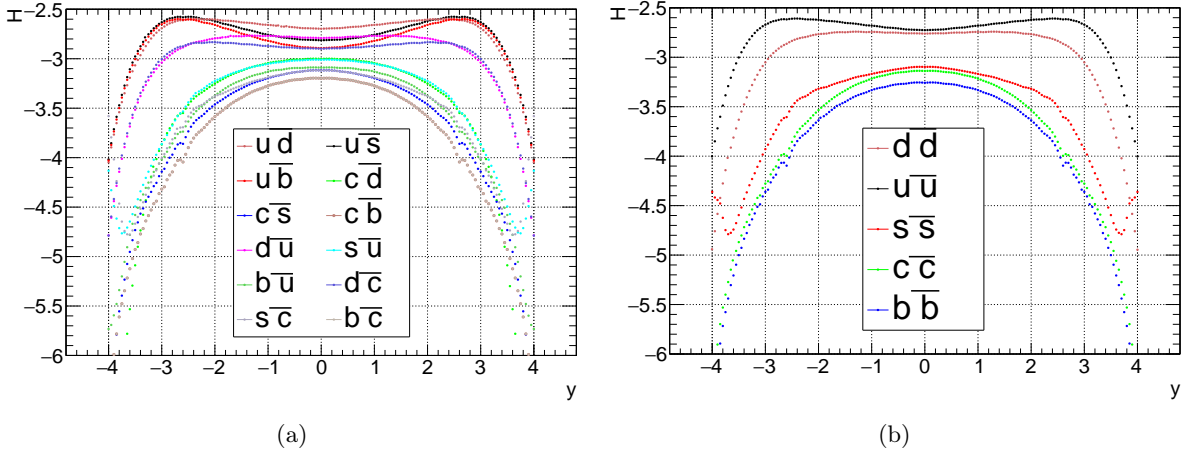 H
−2.5
−3
−3.5
−4
−4.5
−5
−5.5
−6
u d̅ u s̅
u b̅ c d̅
c s̅ c b̅
d u̅ s u̅
b u̅ d c̅
s c̅ b c̅
−4 −3 −2 −1 0 1 2 3 4
y
(a)
H
−2.5
−3
−3.5
−4
−4.5
−5
−5.5
−6
d d̅
u u̅
s s̅
c c̅
b b̅
−4 −3 −2 −1 0 1 2 3 4
y
(b)